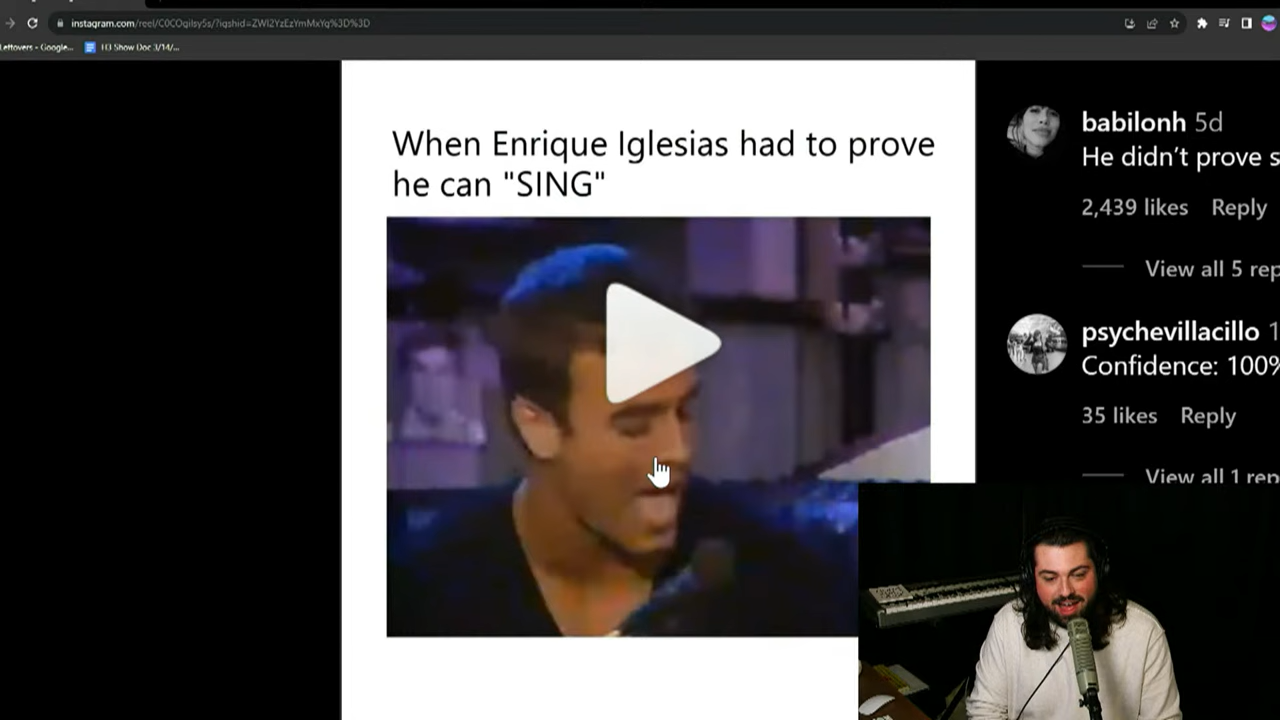 instagram.com/reel/C0COgilsy5s/?igshid=ZWI2YzEzYmMxYg%3D%3D
Leftovers - Google...
H3 Show Doc 3/14/...
When Enrique Iglesias had to prove
he can "SING"
babilonh 5d
He didn't prove s
2,439 likes Reply
View all 5 rep
psychevillacillo 1
Confidence: 100%
35 likes Reply
View all 1 rep